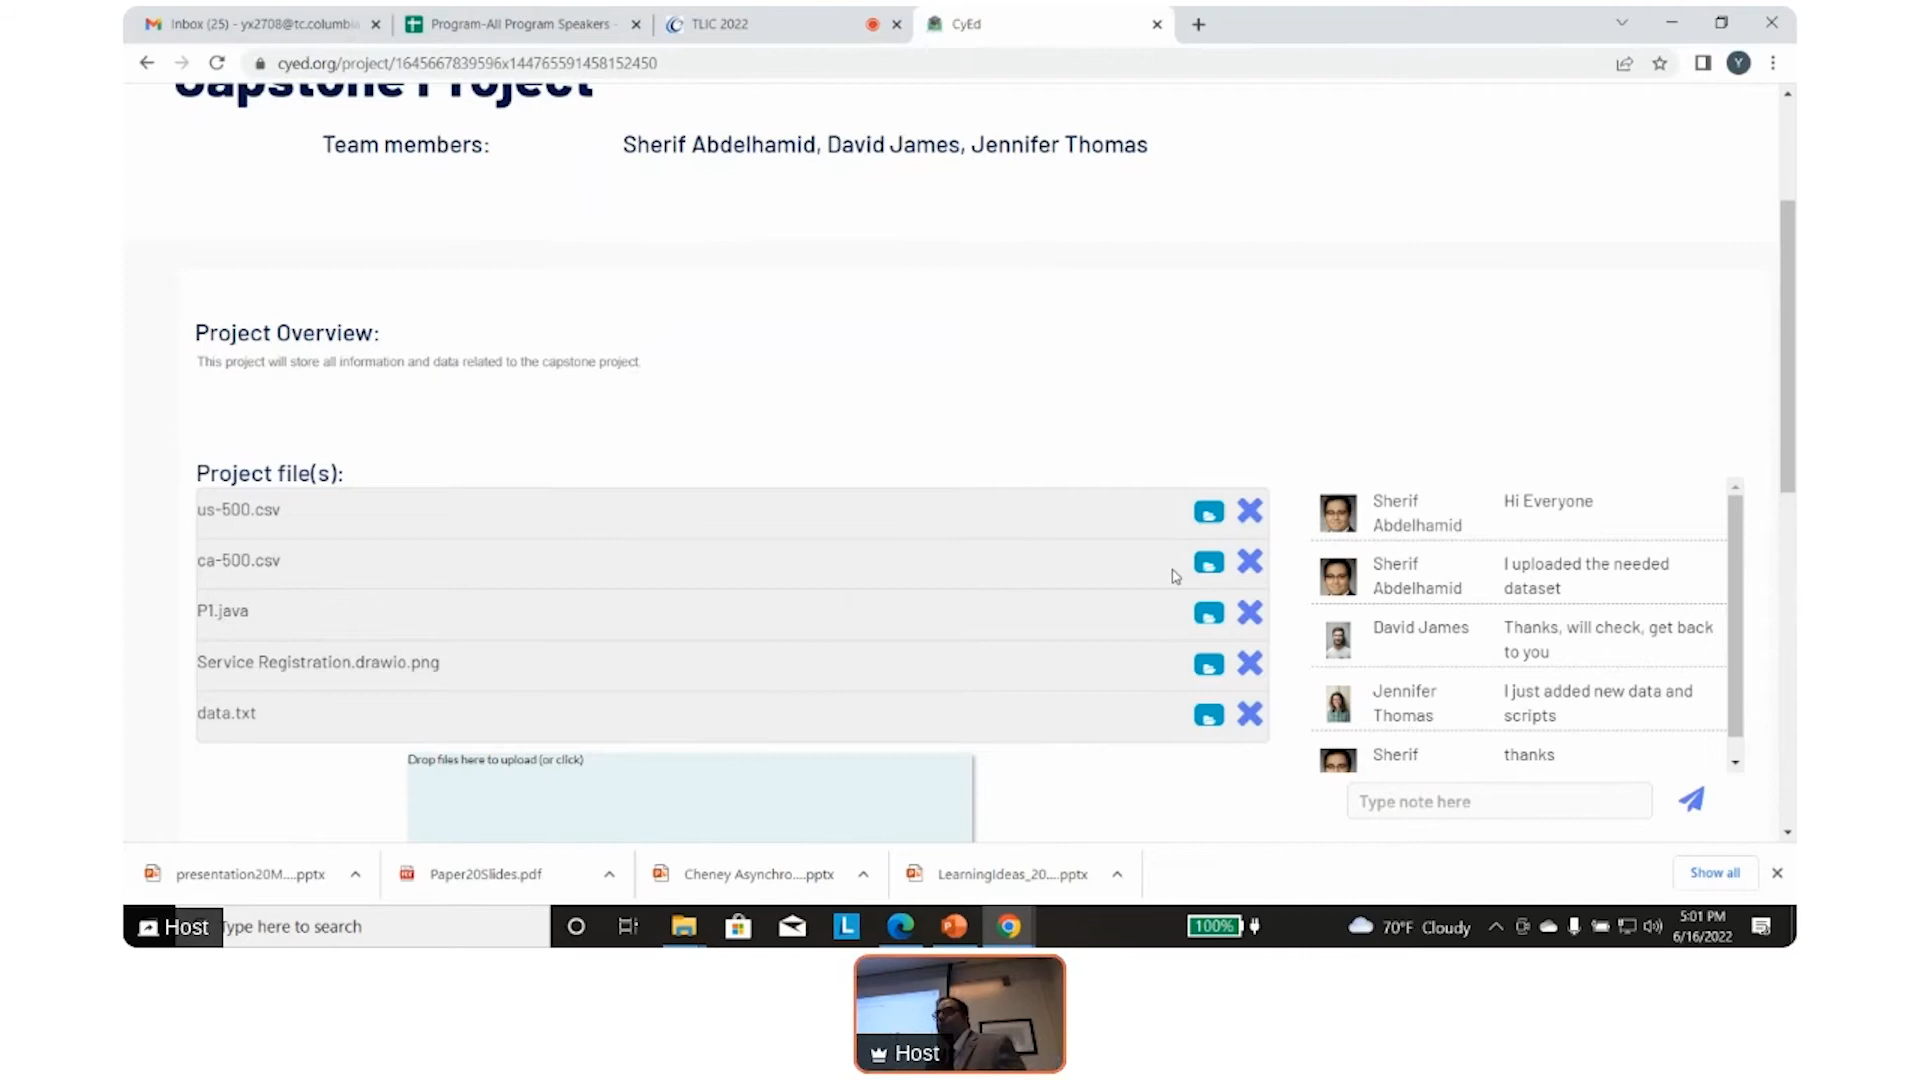 Inbox (25) - yx2708@tc.columbia
Program-All Program Speakers -
TLIC 2022
CyEd
cyed.org/project/1645667839596x144765591458152450
Y
Capstone Project
Team members:
Sherif Abdelhamid, David James, Jennifer Thomas
Project Overview:
This project will store all information and data related to the capstone project.
Project file(s):
us-500.csv
ca-500.csv
P1.java
Service Registration.drawio.png
data.txt
Drop files here to upload (or click)
Sherif
Abdelhamid
Hi Everyone
Sherif
Abdelhamid
I uploaded the needed
dataset
David James
Thanks, will check, get back
to you
Jennifer
Thomas
I just added new data and
scripts
Sherif
thanks
Type note here
presentation20M....pptx
Paper20Slides.pdf
Cheney Asynchro....pptx
LearningIdeas_20....pptx
Show all
Host
Type here to search
L
100%
70°F Cloudy
5:01 PM
6/16/2022
Host